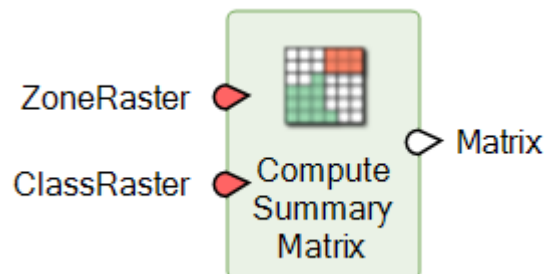 ZoneRaster
ClassRaster
Compute
Summary
Matrix
Matrix